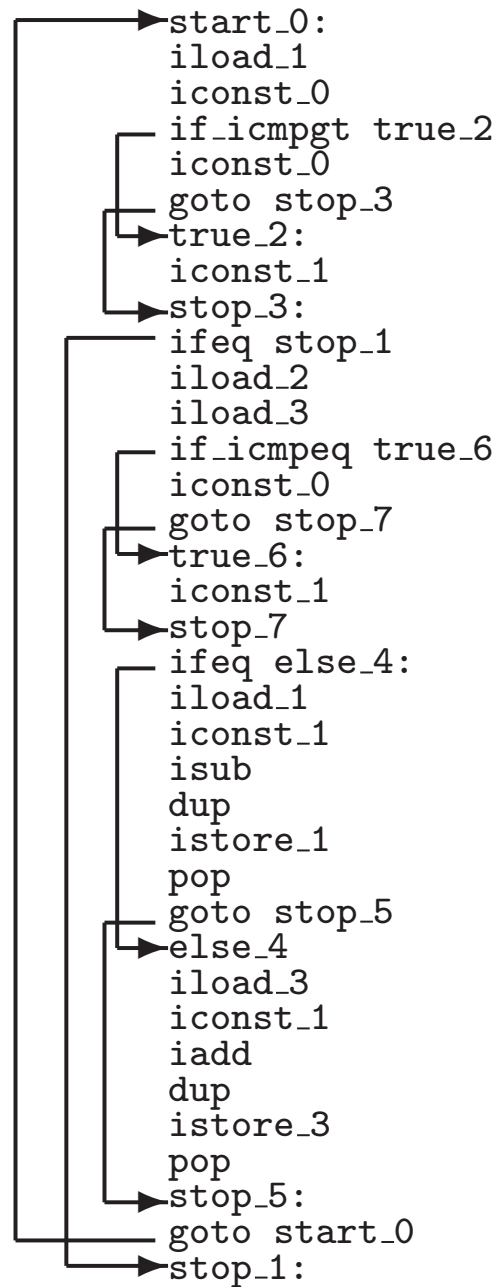 start_0:
iload_1
iconst_0
if_icmpgt true_2
iconst_0
goto stop_3
true_2:
iconst_1
stop_3:
ifeq stop_1
iload_2
iload_3
if_icmpeq true_6
iconst_0
goto stop_7
true_6:
iconst_1
stop_7
ifeq else_4:
iload_1
iconst_1
isub
dup
istore_1
pop
goto stop_5
else_4
iload_3
iconst_1
iadd
dup
istore_3
pop
stop_5:
goto start_0
stop_1: